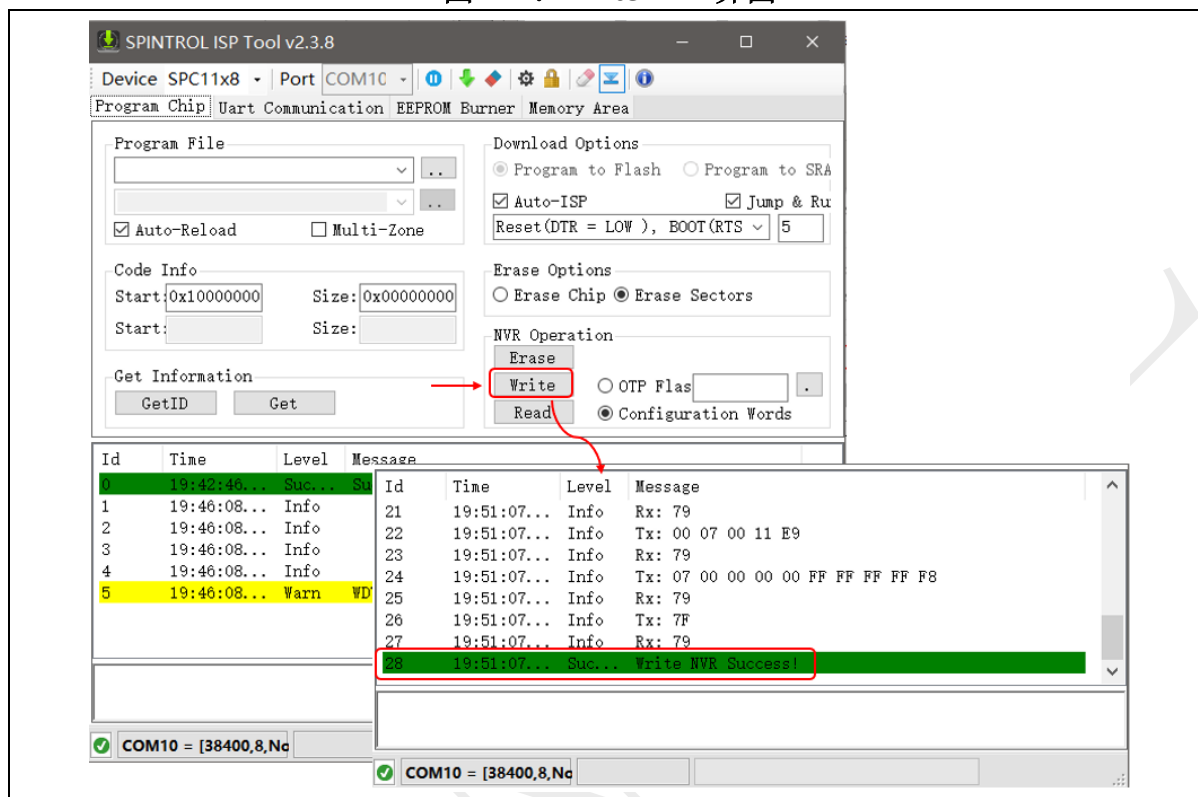 SPINTROL ISP Tool v2.3.8
Device SPC11x8 Port COM10
Program Chip Uart Communication EEPROM Burner Memory Area
Program File
..
..
Auto-Reload Multi-Zone
Download Options
Program to Flash Program to SRA
Auto-ISP Jump & Ru
Reset(DTR = LOW ), BOOT(RTS 5
Code Info
Start: 0x10000000 Size: 0x00000000
Start: Size:
Erase Options
Erase Chip Erase Sectors
Get Information
GetID Get
NVR Operation
Erase
Write OTP Flas .
Read Configuration Words
Id Time Level Message
0 19:42:46... Suc... Su
1 19:46:08... Info
2 19:46:08... Info
3 19:46:08... Info
4 19:46:08... Info
5 19:46:08... Warn WD
COM10 = [38400,8,No
Id Time Level Message
21 19:51:07... Info Rx: 79
22 19:51:07... Info Tx: 00 07 00 11 E9
23 19:51:07... Info Rx: 79
24 19:51:07... Info Tx: 07 00 00 00 00 FF FF FF FF F8
25 19:51:07... Info Rx: 79
26 19:51:07... Info Tx: 7F
27 19:51:07... Info Rx: 79
28 19:51:07... Suc... Write NVR Success!
COM10 = [38400,8,No